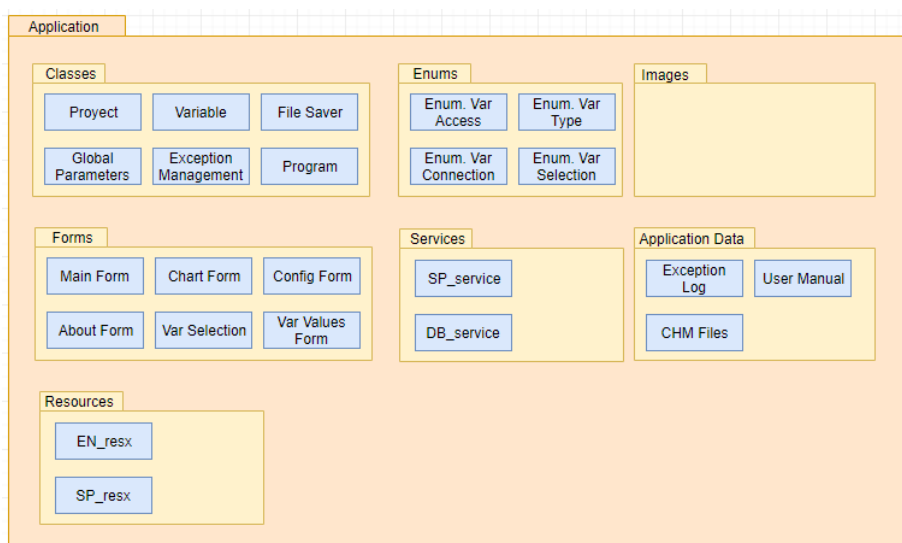 Application
Classes
Proyect
Variable
File Saver
Global
Parameters
Exception
Management
Program
Enums
Enum. Var
Access
Enum. Var
Type
Enum. Var
Connection
Enum. Var
Selection
Images
Forms
Main Form
Chart Form
Config Form
About Form
Var Selection
Var Values
Form
Services
SP_service
DB_service
Application Data
Exception
Log
User Manual
CHM Files
Resources
EN_resx
SP_resx